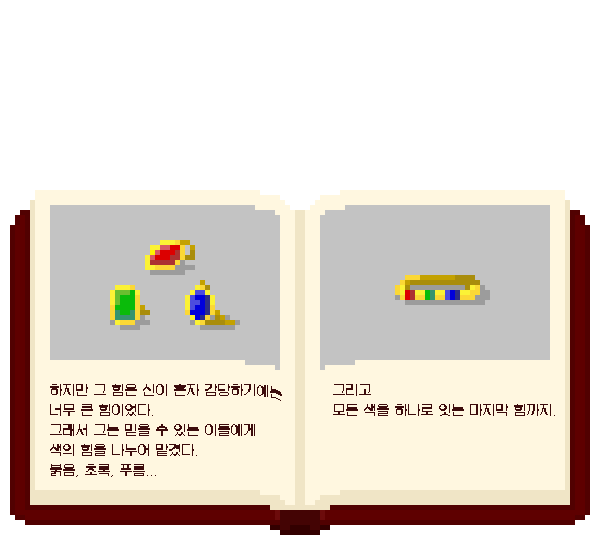 하지만 그 힘은 신이 혼자 감당하기에는
너무 큰 힘이었다.
그래서 그는 믿을 수 있는 이들에게
색의 힘을 나누어 맡겼다.
붉음, 초록, 푸름...
그리고
모든 색을 하나로 잇는 마지막 힘까지.